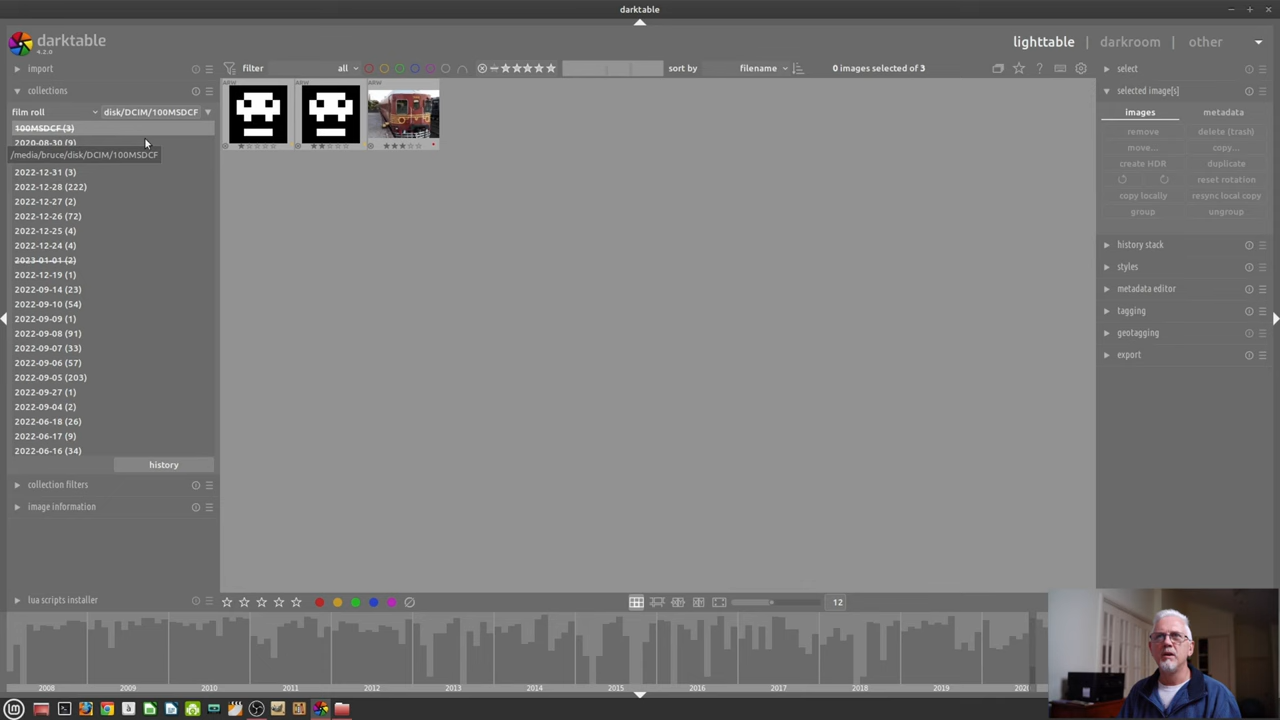 darktable
darktable
4.2.0
lighttable | darkroom | other
import
collections
film roll
disk/DCIM/100MSDCF
100MSDCF (3)
2020-08-30 (9)
/media/bruce/disk/DCIM/100MSDCF
2022-12-31 (3)
2022-12-28 (222)
2022-12-27 (2)
2022-12-26 (72)
2022-12-25 (4)
2022-12-24 (4)
2023-01-01 (2)
2022-12-19 (1)
2022-09-14 (23)
2022-09-10 (54)
2022-09-09 (1)
2022-09-08 (91)
2022-09-07 (33)
2022-09-06 (57)
2022-09-05 (203)
2022-09-27 (1)
2022-09-04 (2)
2022-06-18 (26)
2022-06-17 (9)
2022-06-16 (34)
history
collection filters
image information
lua scripts installer
filter
all
sort by
filename
0 images selected of 3
ARW
ARW
ARW
12
select
selected image[s]
images
metadata
remove
delete (trash)
move...
copy...
create HDR
duplicate
reset rotation
copy locally
resync local copy
group
ungroup
history stack
styles
metadata editor
tagging
geotagging
export
2008
2009
2010
2011
2012
2013
2014
2015
2016
2017
2018
2019